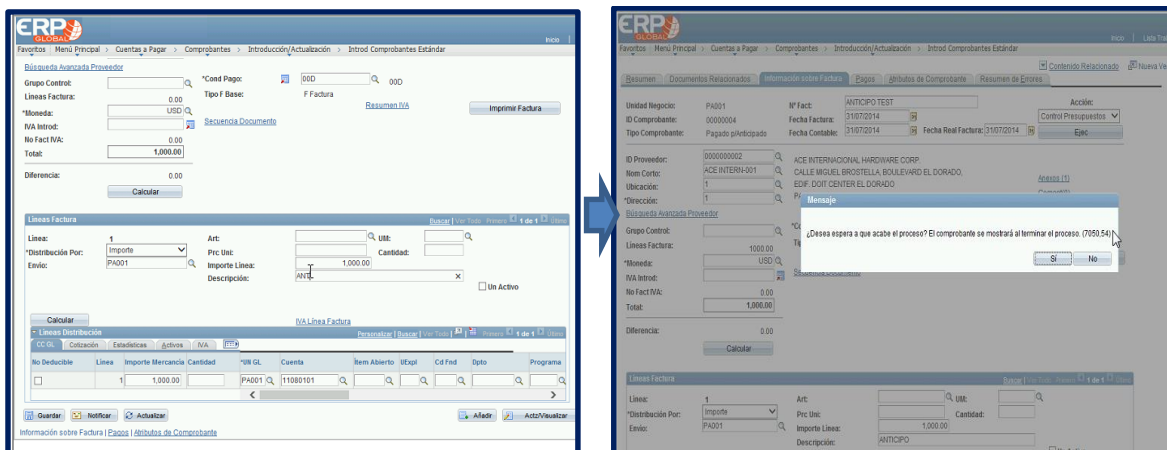 ERP
GLOBAL
Inicio
Favoritos Menú Principal > Cuentas a Pagar > Comprobantes > Introducción/Actualización > Introd Comprobantes Estándar
Búsqueda Avanzada Proveedor
Grupo Control: *Cond Pago: 00D 00D
Líneas Factura: 0.00 Tipo F Base: F Factura
Resumen IVA Imprimir Factura
*Moneda: USD
IVA Introd: Secuencia Documento
No Fact IVA: 0.00
Total: 1,000.00
Diferencia: 0.00
Calcular
Líneas Factura Buscar | Ver Todo Primero 1 de 1 Último
Línea: 1 Art: UM:
*Distribución Por: Importe Prc Uni: Cantidad:
Envío: PA001 Importe Línea: 1,000.00
Descripción: ANT
Un Activo
Calcular IVA Línea Factura
Líneas Distribución Personalizar | Buscar | Ver Todo | Primero 1 de 1 Último
CC GL Cotización Estadísticas Activos IVA
No Deducible Línea Importe Mercancía Cantidad *UN GL Cuenta Item Abierto UExpl Cd Fnd Dpto Programa
1 1,000.00 PA001 11080101
Guardar Notificar Actualizar Añadir Actz/Visualizar
Información sobre Factura | Pagos | Atributos de Comprobante
ERP
GLOBAL
Inicio Lista Tra
Favoritos Menú Principal > Cuentas a Pagar > Comprobantes > Introducción/Actualización > Introd Comprobantes Estándar
Contenido Relacionado Nueva Ve
Resumen Documentos Relacionados Información sobre Factura Pagos Atributos de Comprobante Resumen de Errores
Unidad Negocio: PA001 Nº Fact: ANTICIPO TEST Acción:
ID Comprobante: 00000004 Fecha Factura: 31/07/2014 Control Presupuestos
Tipo Comprobante: Pagado p/Anticipado Fecha Contable: 31/07/2014 Fecha Real Factura: 31/07/2014 Ejec
ID Proveedor: 0000000002 ACE INTERNACIONAL HARDWARE CORP.
Nom Corto: ACE INTERN-001 CALLE MIGUEL BROSTELLA, BOULEVARD EL DORADO,
Ubicación: 1 EDIF. DOIT CENTER EL DORADO Anexos (1)
*Dirección: 1
Mensaje
Búsqueda Avanzada Proveedor
¿Desea espera a que acabe el proceso? El comprobante se mostrará al terminar el proceso. (7050,54)
Sí No
Grupo Control:
Líneas Factura: 1000.00
*Moneda: USD
IVA Introd: Secuencia Documento
No Fact IVA: 0.00
Total: 1,000.00
Diferencia: 0.00
Calcular
Líneas Factura Buscar | Ver Todo Primero 1 de 1 Último
Línea: 1 Art: UM:
*Distribución Por: Importe Prc Uni: Cantidad:
Envío: PA001 Importe Línea: 1,000.00
Descripción: ANTICIPO